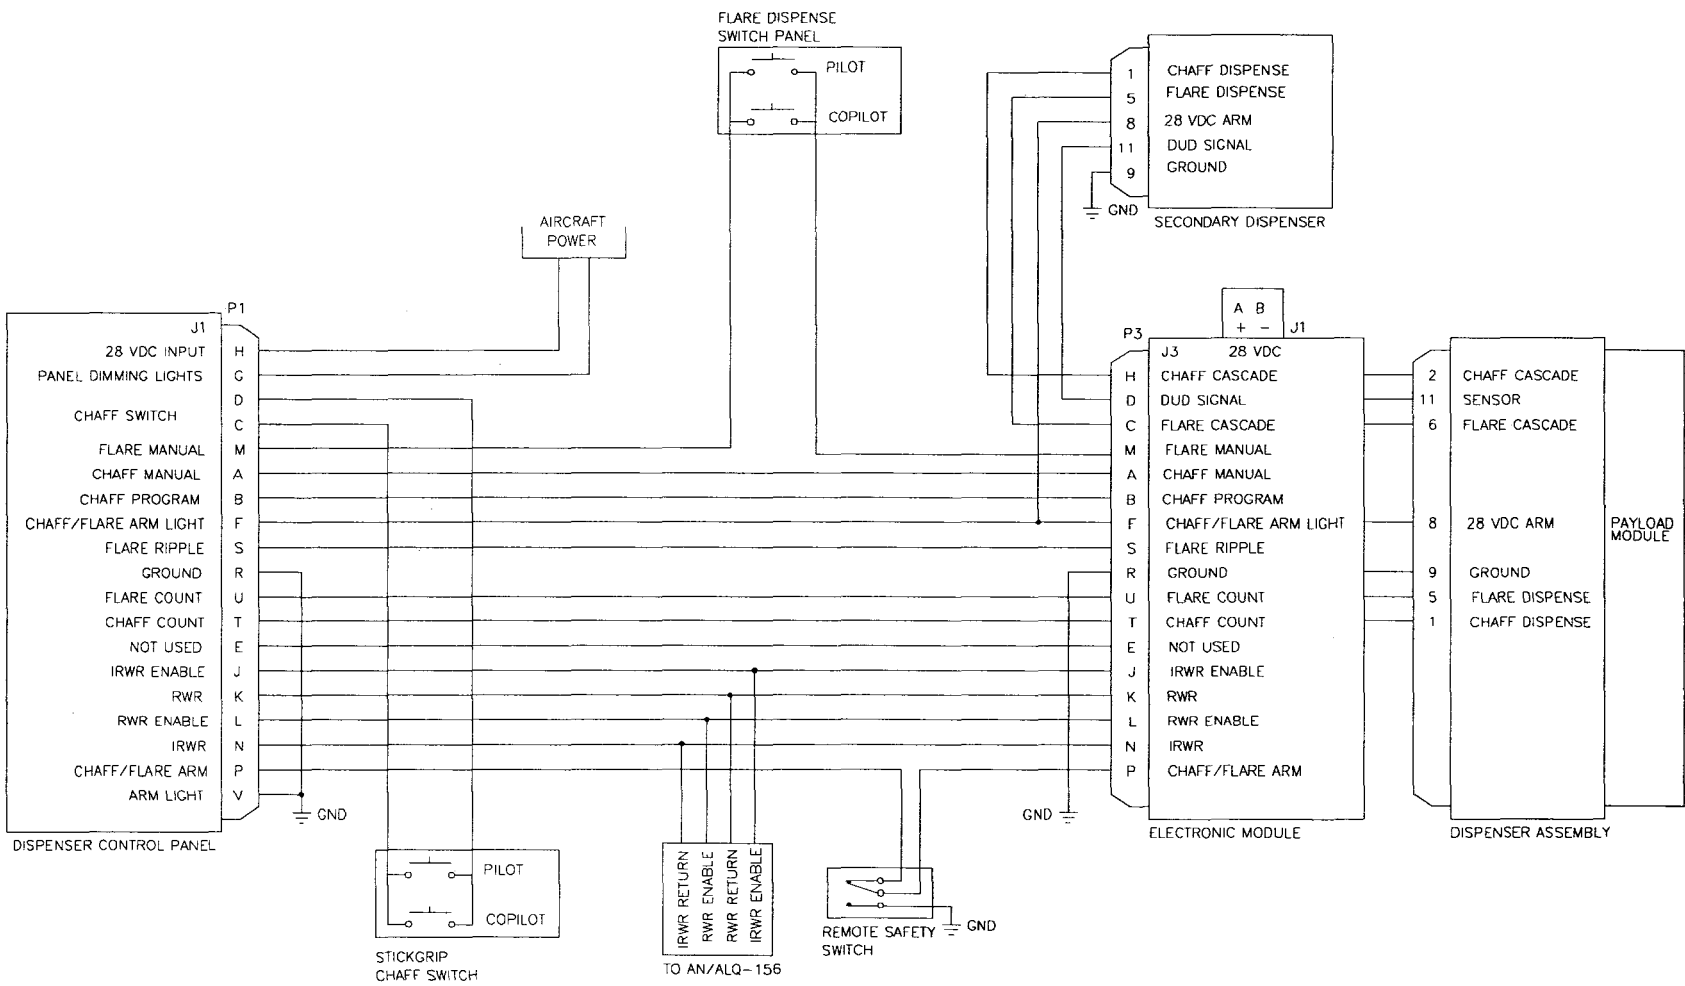 FLARE DISPENSE
SWITCH PANEL
PILOT
COPILOT
1 CHAFF DISPENSE
5 FLARE DISPENSE
8 28 VDC ARM
11 DUD SIGNAL
9 GROUND
GND
SECONDARY DISPENSER
AIRCRAFT
POWER
P1
J1
28 VDC INPUT H
PANEL DIMMING LIGHTS G
D
CHAFF SWITCH
C
FLARE MANUAL M
CHAFF MANUAL A
CHAFF PROGRAM B
CHAFF/FLARE ARM LIGHT F
FLARE RIPPLE S
GROUND R
FLARE COUNT U
CHAFF COUNT T
NOT USED E
IRWR ENABLE J
RWR K
RWR ENABLE L
IRWR N
CHAFF/FLARE ARM P
ARM LIGHT V
GND
DISPENSER CONTROL PANEL
A B
+ -
J1
P3
J3 28 VDC
H CHAFF CASCADE
D DUD SIGNAL
C FLARE CASCADE
M FLARE MANUAL
A CHAFF MANUAL
B CHAFF PROGRAM
F CHAFF/FLARE ARM LIGHT
S FLARE RIPPLE
R GROUND
U FLARE COUNT
T CHAFF COUNT
E NOT USED
J IRWR ENABLE
K RWR
L RWR ENABLE
N IRWR
P CHAFF/FLARE ARM
GND
ELECTRONIC MODULE
2 CHAFF CASCADE
11 SENSOR
6 FLARE CASCADE
8 28 VDC ARM
9 GROUND
5 FLARE DISPENSE
1 CHAFF DISPENSE
DISPENSER ASSEMBLY
PAYLOAD
MODULE
PILOT
COPILOT
STICKGRIP
CHAFF SWITCH
IRWR RETURN
RWR ENABLE
RWR RETURN
IRWR ENABLE
TO AN/ALQ-156
REMOTE SAFETY
SWITCH
GND